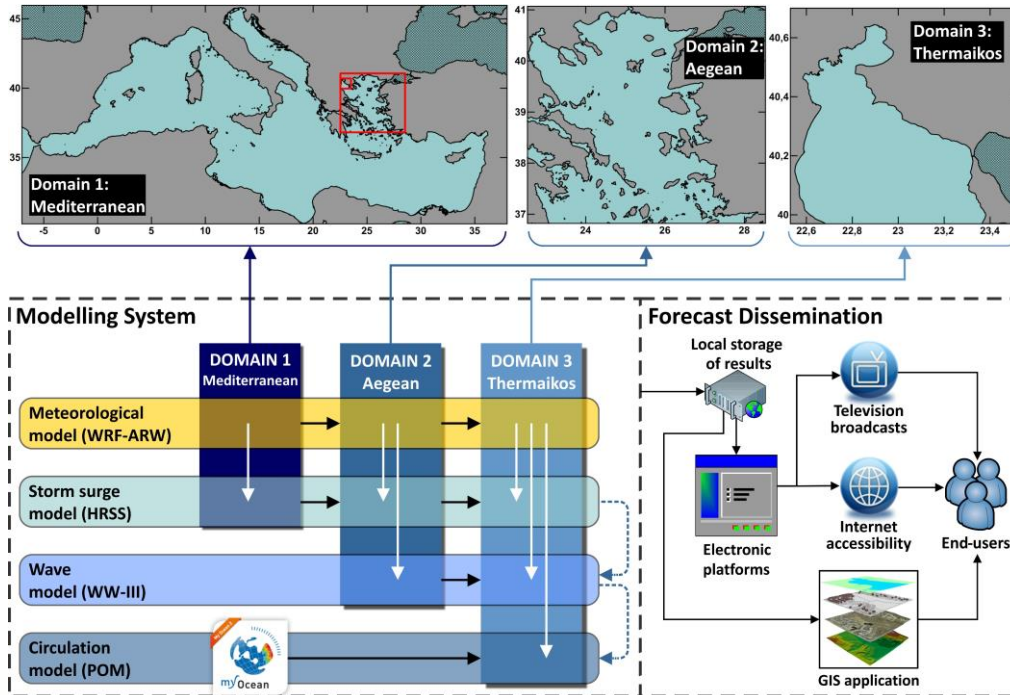 45
40
35
-5
0
5
10
15
20
25
30
35
Domain 1:
Mediterranean
41
40
39
38
37
24
26
28
Domain 2:
Aegean
40,6
40,4
40,2
40
22,6
22,8
23
23,2
23,4
Domain 3:
Thermaikos
Modelling System
DOMAIN 1
Mediterranean
DOMAIN 2
Aegean
DOMAIN 3
Thermaikos
Meteorological
model (WRF-ARW)
Storm surge
model (HRSS)
Wave
model (WW-III)
Circulation
model (POM)
my Ocean
Forecast Dissemination
Local storage
of results
Television
broadcasts
Electronic
platforms
Internet
accessibility
End-users
GIS application